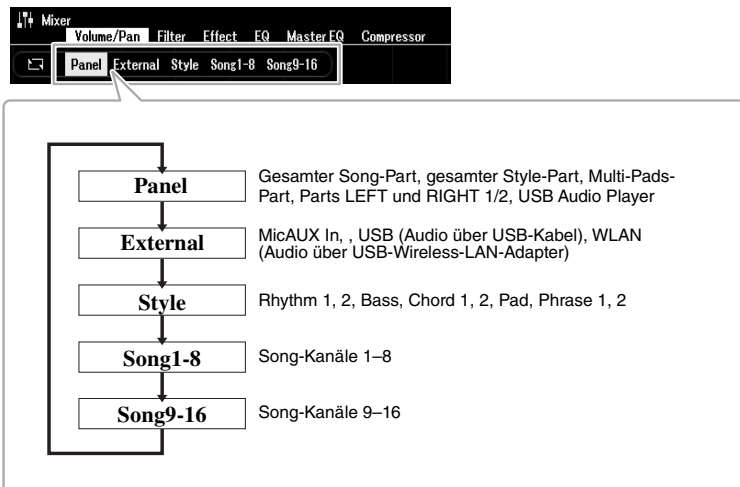 Mixer
Volume/Pan Filter Effect EQ Master EQ Compressor
Panel External Style Song1-8 Song9-16
Panel
Gesamter Song-Part, gesamter Style-Part, Multi-Pads-
Part, Parts LEFT und RIGHT 1/2, USB Audio Player
External
MicAUX In, , USB (Audio über USB-Kabel), WLAN
(Audio über USB-Wireless-LAN-Adapter)
Style
Rhythm 1, 2, Bass, Chord 1, 2, Pad, Phrase 1, 2
Song1-8
Song-Kanäle 1–8
Song9-16
Song-Kanäle 9–16